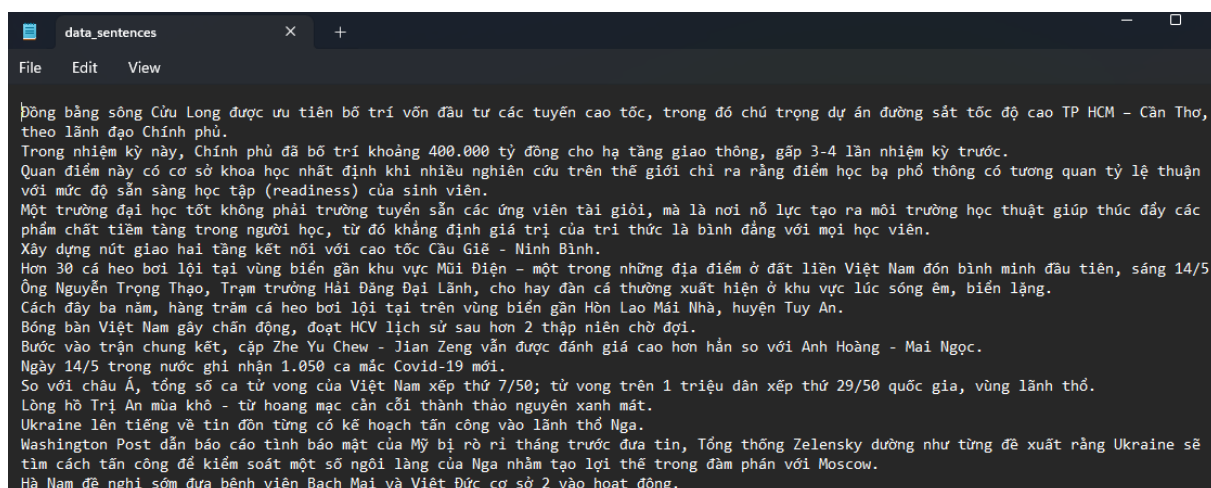 data_sentences
File Edit View
Đồng bằng sông Cửu Long được ưu tiên bố trí vốn đầu tư các tuyến cao tốc, trong đó chú trọng dự án đường sắt tốc độ cao TP HCM – Cần Thơ,
theo lãnh đạo Chính phủ.
Trong nhiệm kỳ này, Chính phủ đã bố trí khoảng 400.000 tỷ đồng cho hạ tầng giao thông, gấp 3-4 lần nhiệm kỳ trước.
Quan điểm này có cơ sở khoa học nhất định khi nhiều nghiên cứu trên thế giới chỉ ra rằng điểm học bạ phổ thông có tương quan tỷ lệ thuận
với mức độ sẵn sàng học tập (readiness) của sinh viên.
Một trường đại học tốt không phải trường tuyển sẵn các ứng viên tài giỏi, mà là nơi nỗ lực tạo ra môi trường học thuật giúp thúc đẩy các
phẩm chất tiềm tàng trong người học, từ đó khẳng định giá trị của tri thức là bình đẳng với mọi học viên.
Xây dựng nút giao hai tầng kết nối với cao tốc Cầu Giẽ - Ninh Bình.
Hơn 30 cá heo bơi lội tại vùng biển gần khu vực Mũi Điện – một trong những địa điểm ở đất liền Việt Nam đón bình minh đầu tiên, sáng 14/5
Ông Nguyễn Trọng Thạo, Trạm trưởng Hải Đăng Đại Lãnh, cho hay đàn cá thường xuất hiện ở khu vực lúc sóng êm, biển lặng.
Cách đây ba năm, hàng trăm cá heo bơi lội tại trên vùng biển gần Hòn Lao Mái Nhà, huyện Tuy An.
Bóng bàn Việt Nam gây chấn động, đoạt HCV lịch sử sau hơn 2 thập niên chờ đợi.
Bước vào trận chung kết, cặp Zhe Yu Chew - Jian Zeng vẫn được đánh giá cao hơn hẳn so với Anh Hoàng - Mai Ngọc.
Ngày 14/5 trong nước ghi nhận 1.050 ca mắc Covid-19 mới.
So với châu Á, tổng số ca tử vong của Việt Nam xếp thứ 7/50; tử vong trên 1 triệu dân xếp thứ 29/50 quốc gia, vùng lãnh thổ.
Lòng hồ Trị An mùa khô - từ hoang mạc cằn cỗi thành thảo nguyên xanh mát.
Ukraine lên tiếng về tin đồn từng có kế hoạch tấn công vào lãnh thổ Nga.
Washington Post dẫn báo cáo tình báo mật của Mỹ bị rò rỉ tháng trước đưa tin, Tổng thống Zelensky dường như từng đề xuất rằng Ukraine sẽ
tìm cách tấn công để kiểm soát một số ngôi làng của Nga nhằm tạo lợi thế trong đàm phán với Moscow.
Hà Nam đề nghị sớm đưa bệnh viện Bạch Mai và Việt Đức cơ sở 2 vào hoạt động.